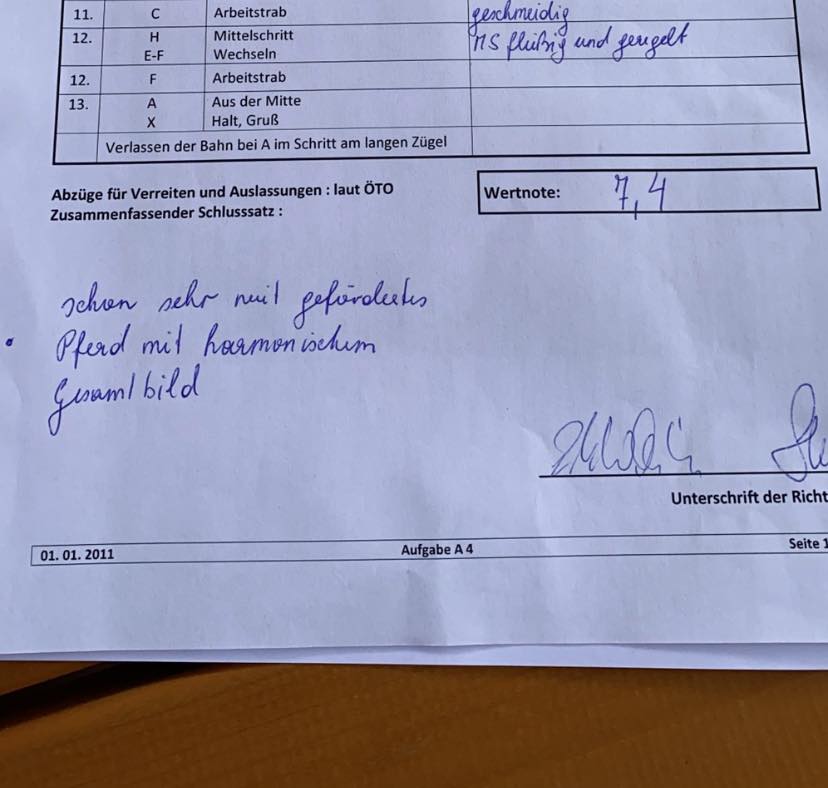 11. C Arbeitstrab geschmeidig
12. H Mittelschritt MS flüßig und geregelt
E-F Wechseln
12. F Arbeitstrab
13. A Aus der Mitte
X Halt, Gruß
Verlassen der Bahn bei A im Schritt am langen Zügel
Abzüge für Verreiten und Auslassungen : laut ÖTO
Wertnote: 7,4
Zusammenfassender Schlusssatz :
schon sehr weit gefördertes
Pferd mit harmonischem
Gesamtbild
Unterschrift der Richt
01. 01. 2011 Aufgabe A 4 Seite 1